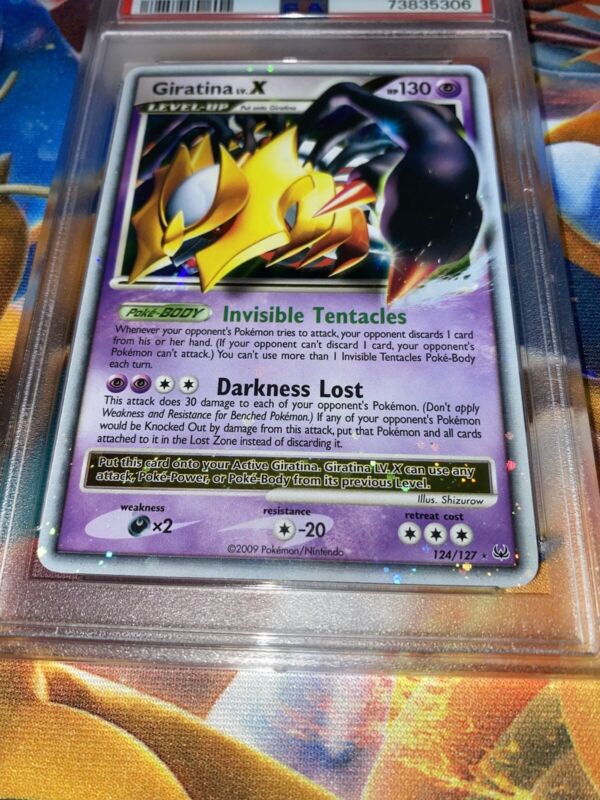 73835306
Giratina LV.X
HP130
LEVEL-UP Put onto Giratina
Poké-BODY Invisible Tentacles
Whenever your opponent's Pokémon tries to attack, your opponent discards 1 card
from his or her hand. (If your opponent can't discard 1 card, your opponent's
Pokémon can't attack.) You can't use more than 1 Invisible Tentacles Poké-Body
each turn.
Darkness Lost
This attack does 30 damage to each of your opponent's Pokémon. (Don't apply
Weakness and Resistance for Benched Pokémon.) If any of your opponent's Pokémon
would be Knocked Out by damage from this attack, put that Pokémon and all cards
attached to it in the Lost Zone instead of discarding it.
Put this card onto your Active Giratina. Giratina LV.X can use any
attack, Poké-Power, or Poké-Body from its previous Level.
Illus. Shizurow
weakness resistance retreat cost
×2 -20
©2009 Pokémon/Nintendo 124/127